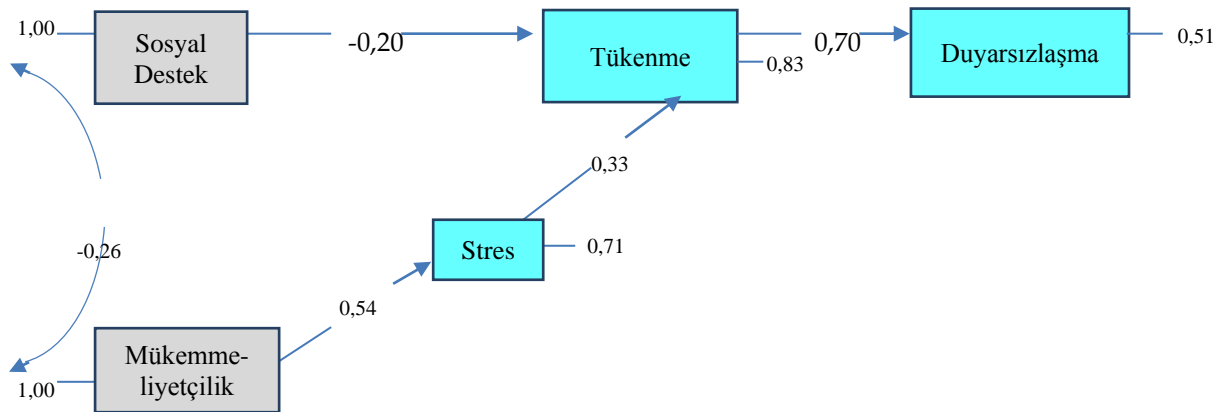 1,00
Sosyal
Destek
-0,20
Tükenme
0,83
0,70
Duyarsızlaşma
0,51
0,33
-0,26
Stres
0,71
0,54
1,00
Mükemme-
liyetçilik